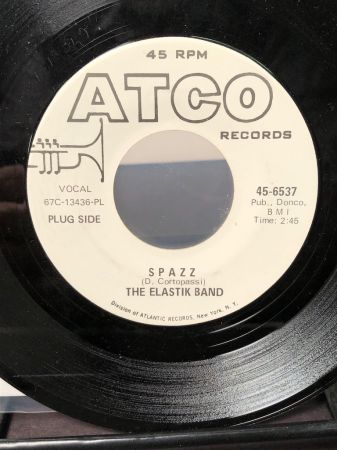 45 RPM
ATCO
RECORDS
VOCAL
67C-13436-PL
PLUG SIDE
45-6537
Pub., Donco,
B M I
Time: 2:45
SPAZZ
(D. Cortopassi)
THE ELASTIK BAND
Division of ATLANTIC RECORDS, New York, N. Y.